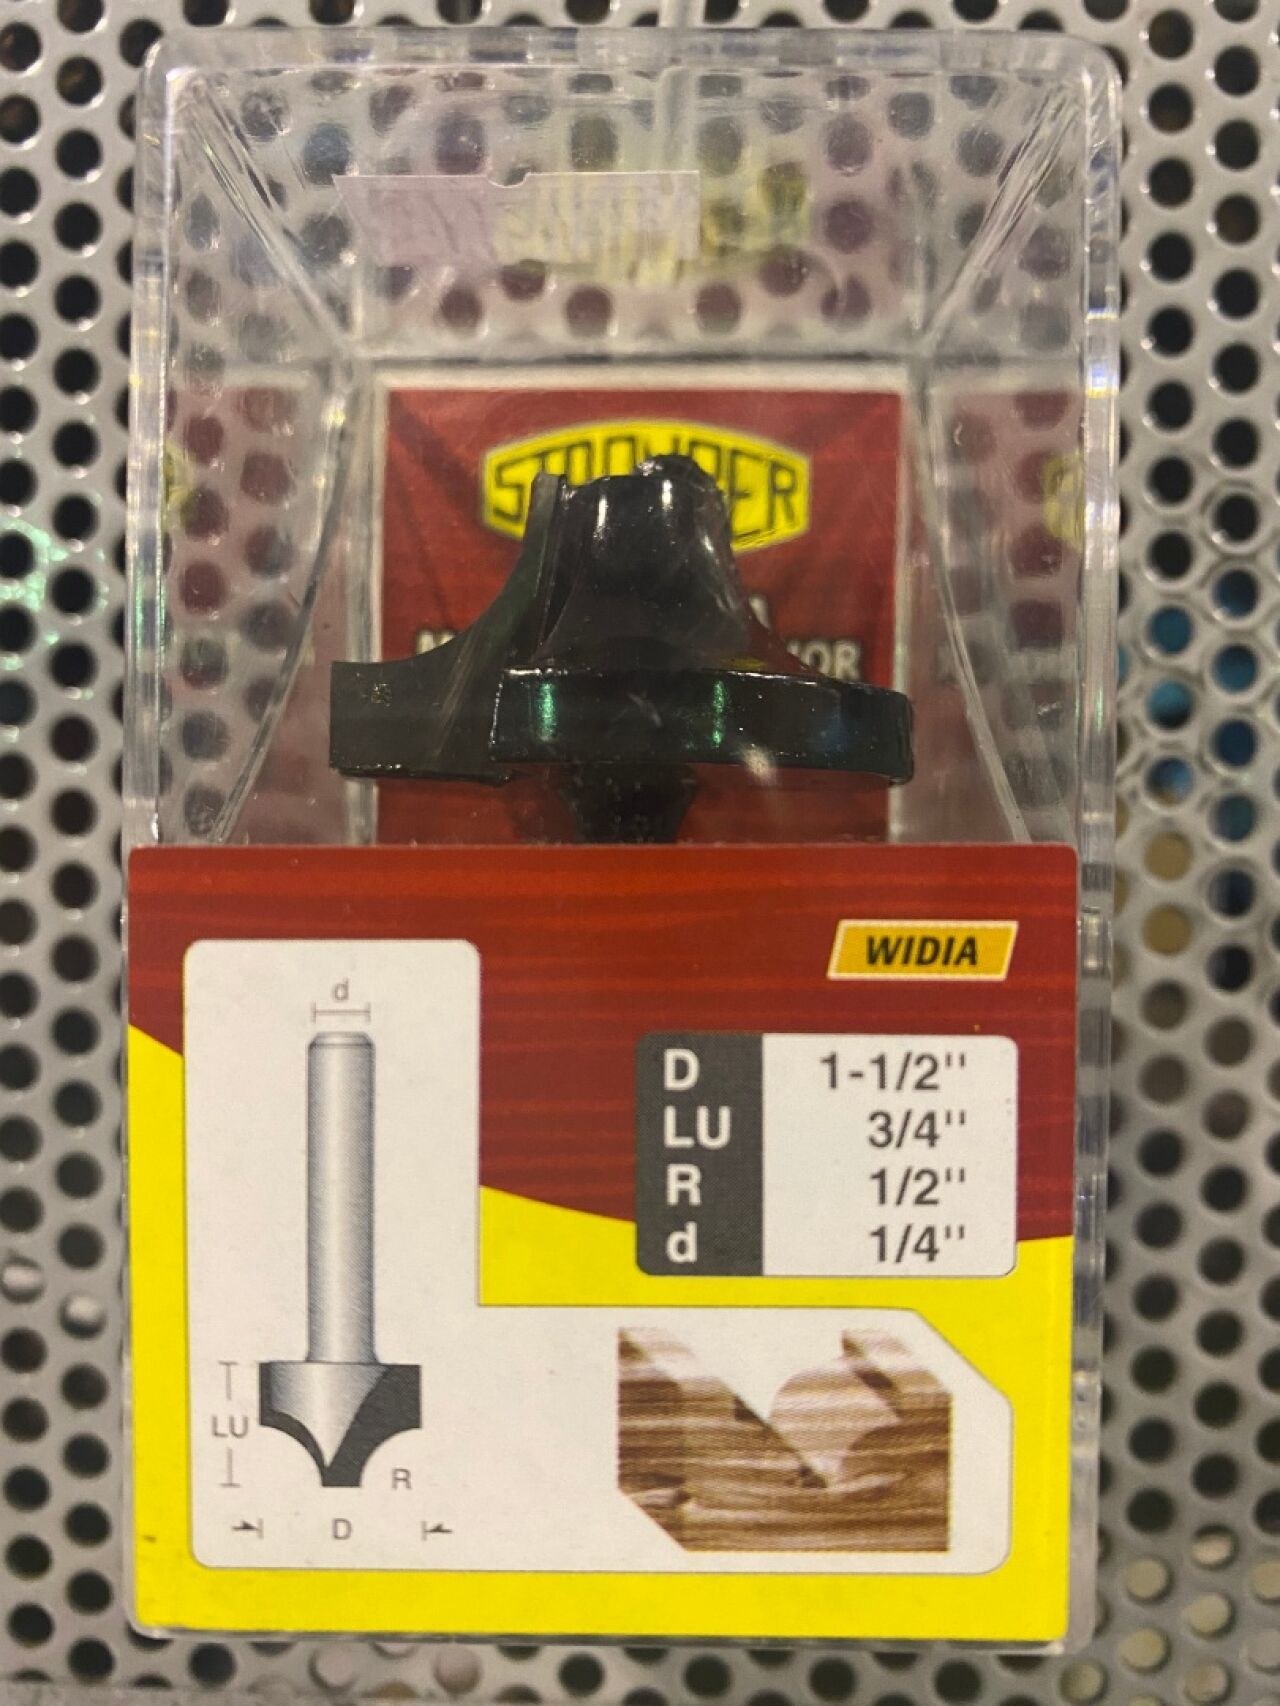 WIDIA
d
D 1-1/2"
LU 3/4"
R 1/2"
d 1/4"
LU
R
D